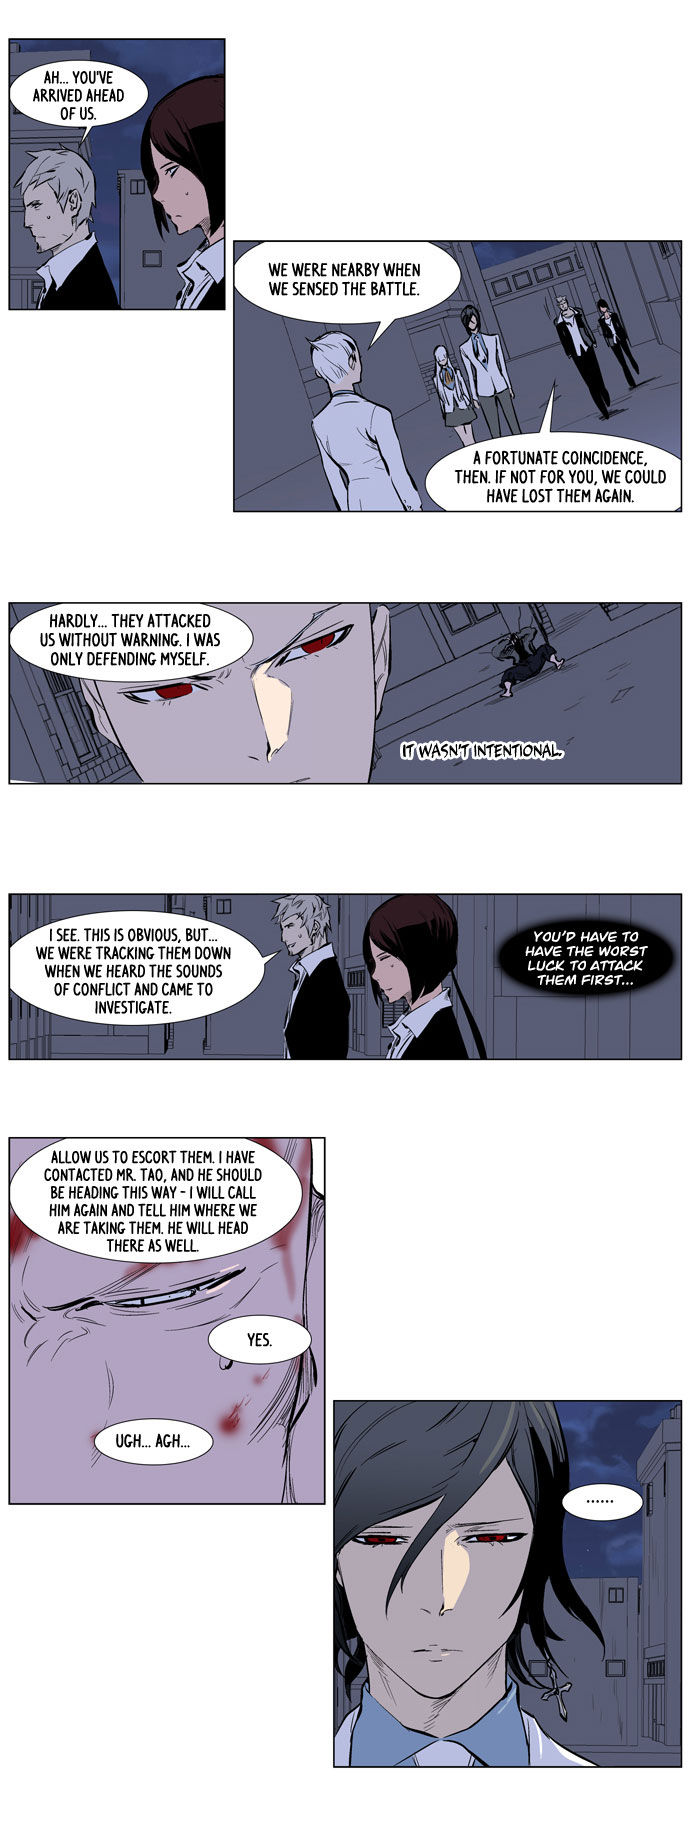 AH... YOU'VE
ARRIVED AHEAD
OF US.
WE WERE NEARBY WHEN
WE SENSED THE BATTLE.
A FORTUNATE COINCIDENCE,
THEN. IF NOT FOR YOU, WE COULD
HAVE LOST THEM AGAIN.
HARDLY... THEY ATTACKED
US WITHOUT WARNING. I WAS
ONLY DEFENDING MYSELF.
IT WASN'T INTENTIONAL.
I SEE. THIS IS OBVIOUS, BUT...
WE WERE TRACKING THEM DOWN
WHEN WE HEARD THE SOUNDS
OF CONFLICT AND CAME TO
INVESTIGATE.
YOU'D HAVE TO
HAVE THE WORST
LUCK TO ATTACK
THEM FIRST...
ALLOW US TO ESCORT THEM. I HAVE
CONTACTED MR. TAO, AND HE SHOULD
BE HEADING THIS WAY - I WILL CALL
HIM AGAIN AND TELL HIM WHERE WE
ARE TAKING THEM. HE WILL HEAD
THERE AS WELL.
YES.
UGH... AGH...
......